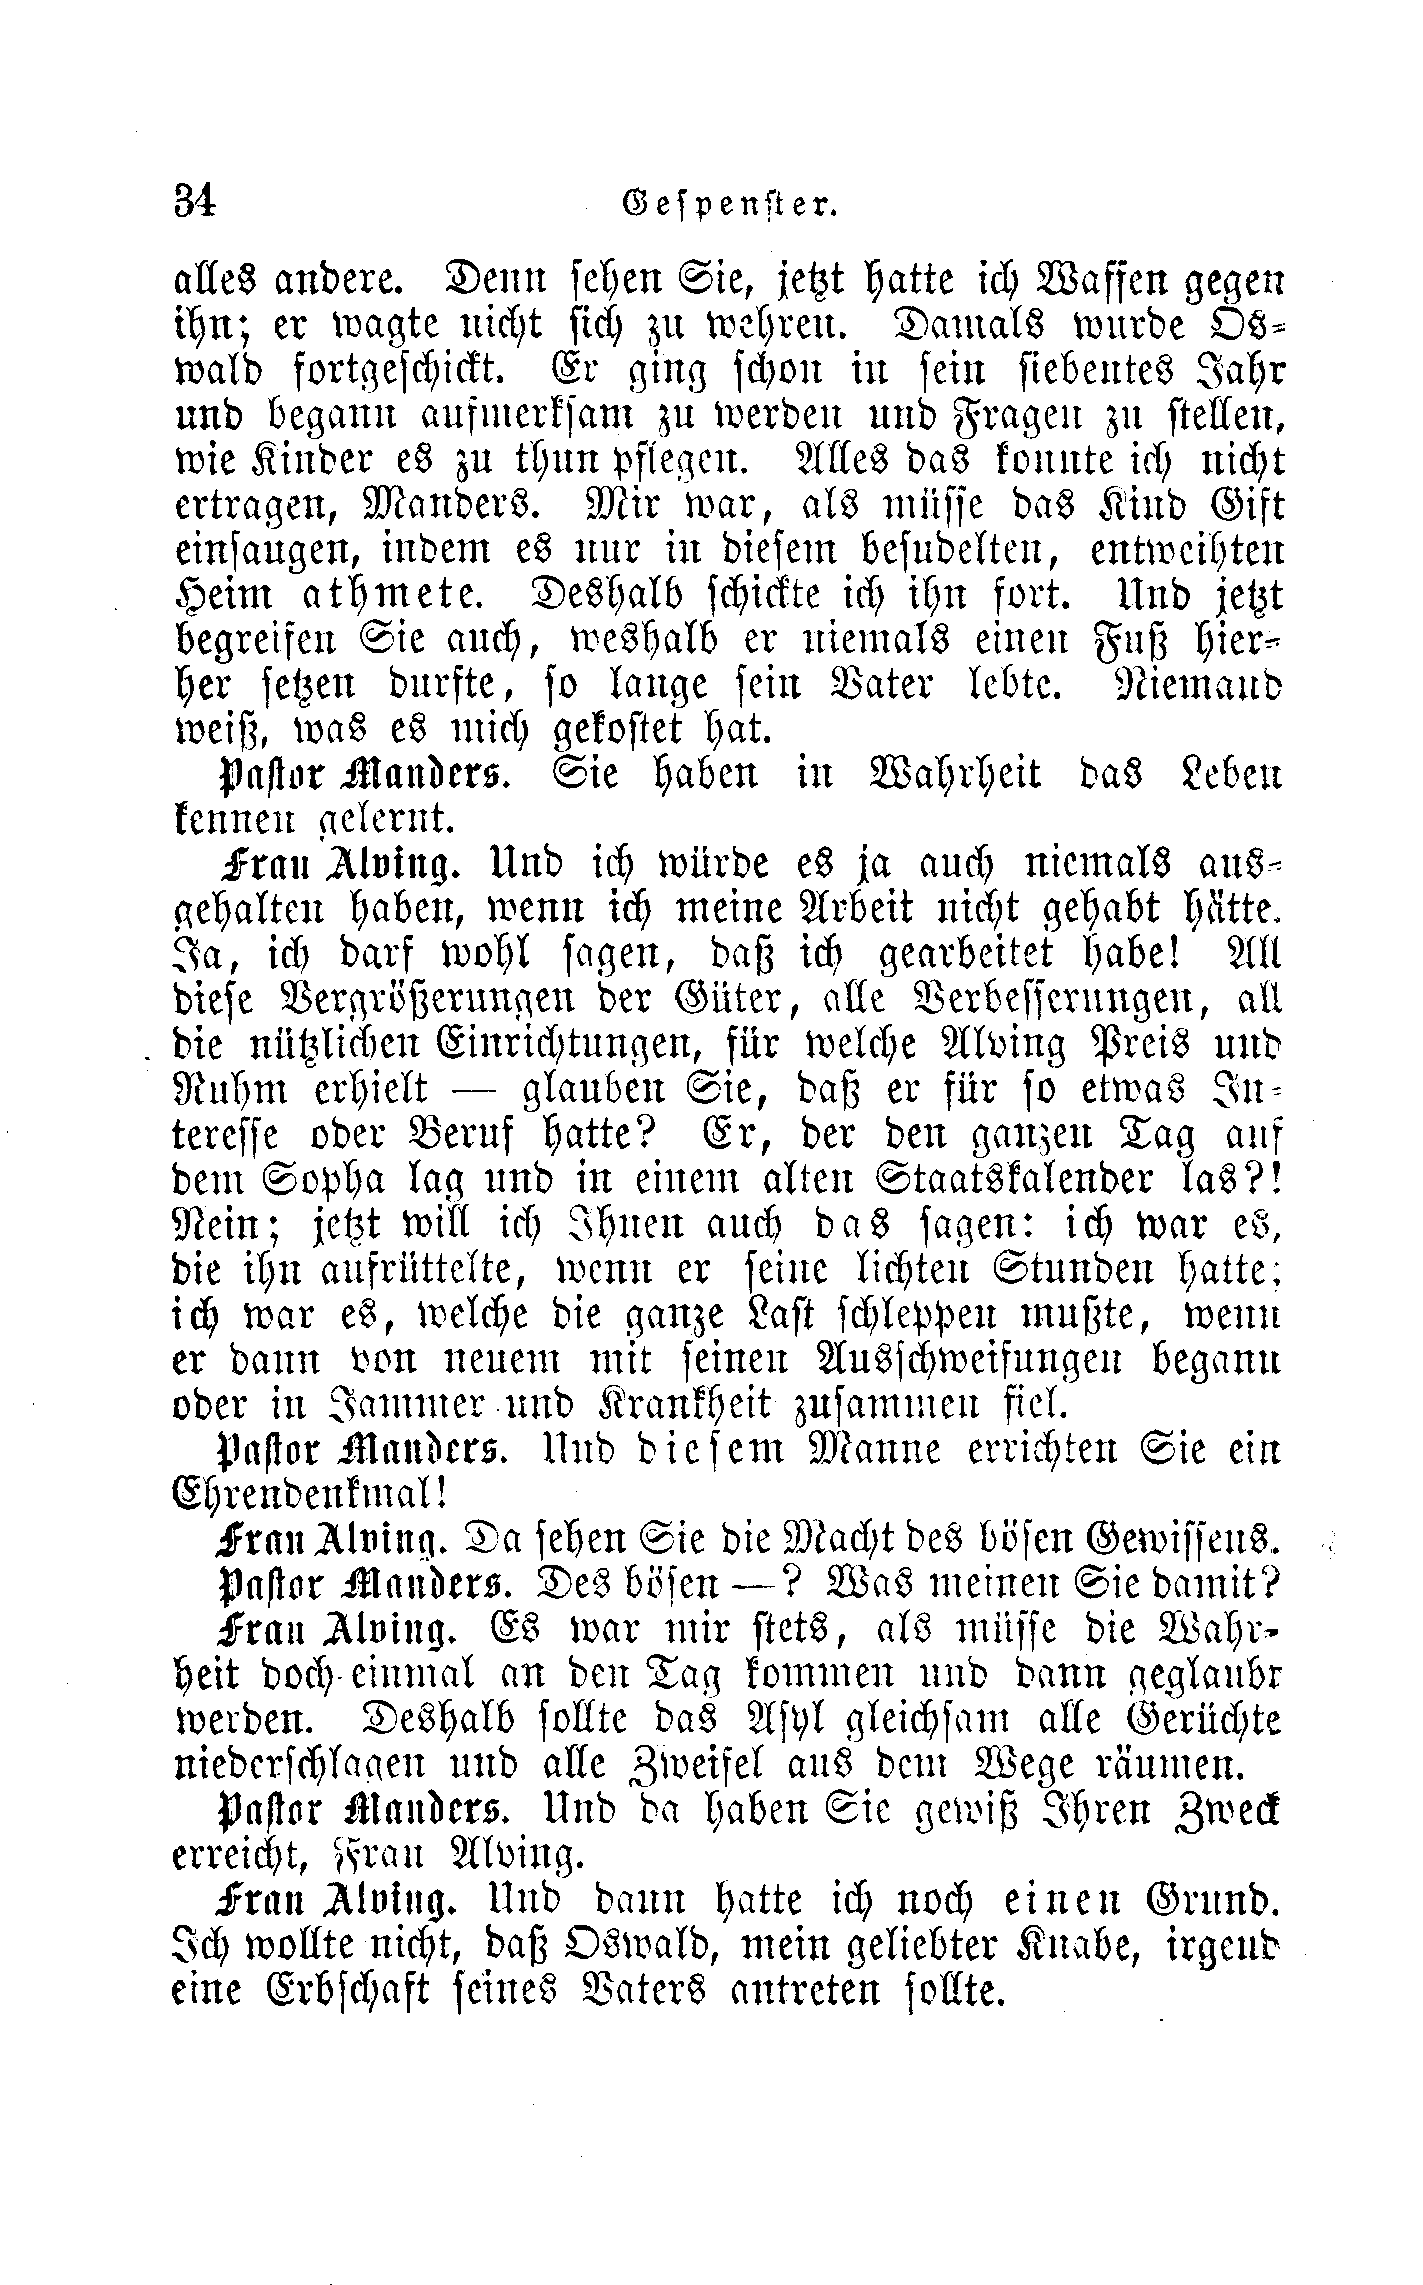 34 Gespenster.
alles andere. Denn sehen Sie, jetzt hatte ich Waffen gegen
ihn; er wagte nicht sich zu wehren. Damals wurde Os-
wald fortgeschickt. Er ging schon in sein siebentes Jahr
und begann aufmerksam zu werden und Fragen zu stellen,
wie Kinder es zu thun pflegen. Alles das konnte ich nicht
ertragen, Manders. Mir war, als müsse das Kind Gift
einsaugen, indem es nur in diesem besudelten, entweihten
Heim athmete. Deshalb schickte ich ihn fort. Und jetzt
begreifen Sie auch, weshalb er niemals einen Fuß hier-
her setzen durfte, so lange sein Vater lebte. Niemand
weiß, was es mich gekostet hat.
Pastor Manders. Sie haben in Wahrheit das Leben
kennen gelernt.
Frau Alving. Und ich würde es ja auch niemals aus-
gehalten haben, wenn ich meine Arbeit nicht gehabt hätte.
Ja, ich darf wohl sagen, daß ich gearbeitet habe! All
diese Vergrößerungen der Güter, alle Verbesserungen, all
die nützlichen Einrichtungen, für welche Alving Preis und
Ruhm erhielt — glauben Sie, daß er für so etwas In-
teresse oder Beruf hatte? Er, der den ganzen Tag auf
dem Sopha lag und in einem alten Staatskalender las?!
Nein; jetzt will ich Ihnen auch das sagen: ich war es,
die ihn aufrüttelte, wenn er seine lichten Stunden hatte;
ich war es, welche die ganze Last schleppen mußte, wenn
er dann von neuem mit seinen Ausschweifungen begann
oder in Jammer und Krankheit zusammen fiel.
Pastor Manders. Und diesem Manne errichten Sie ein
Ehrendenkmal!
Frau Alving. Da sehen Sie die Macht des bösen Gewissens.
Pastor Manders. Des bösen —? Was meinen Sie damit?
Frau Alving. Es war mir stets, als müsse die Wahr-
heit doch einmal an den Tag kommen und dann geglaubt
werden. Deshalb sollte das Asyl gleichsam alle Gerüchte
niederschlagen und alle Zweifel aus dem Wege räumen.
Pastor Manders. Und da haben Sie gewiß Ihren Zweck
erreicht, Frau Alving.
Frau Alving. Und dann hatte ich noch einen Grund.
Ich wollte nicht, daß Oswald, mein geliebter Knabe, irgend
eine Erbschaft seines Vaters antreten sollte.